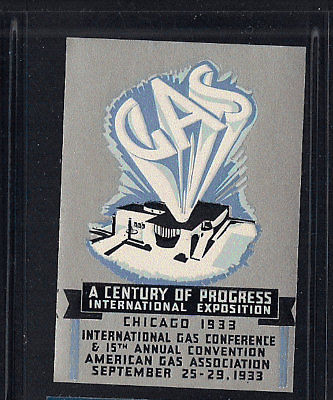 GAS
A CENTURY OF PROGRESS
INTERNATIONAL EXPOSITION
CHICAGO 1933
INTERNATIONAL GAS CONFERENCE
& 15TH ANNUAL CONVENTION
AMERICAN GAS ASSOCIATION
SEPTEMBER 25-29, 1933